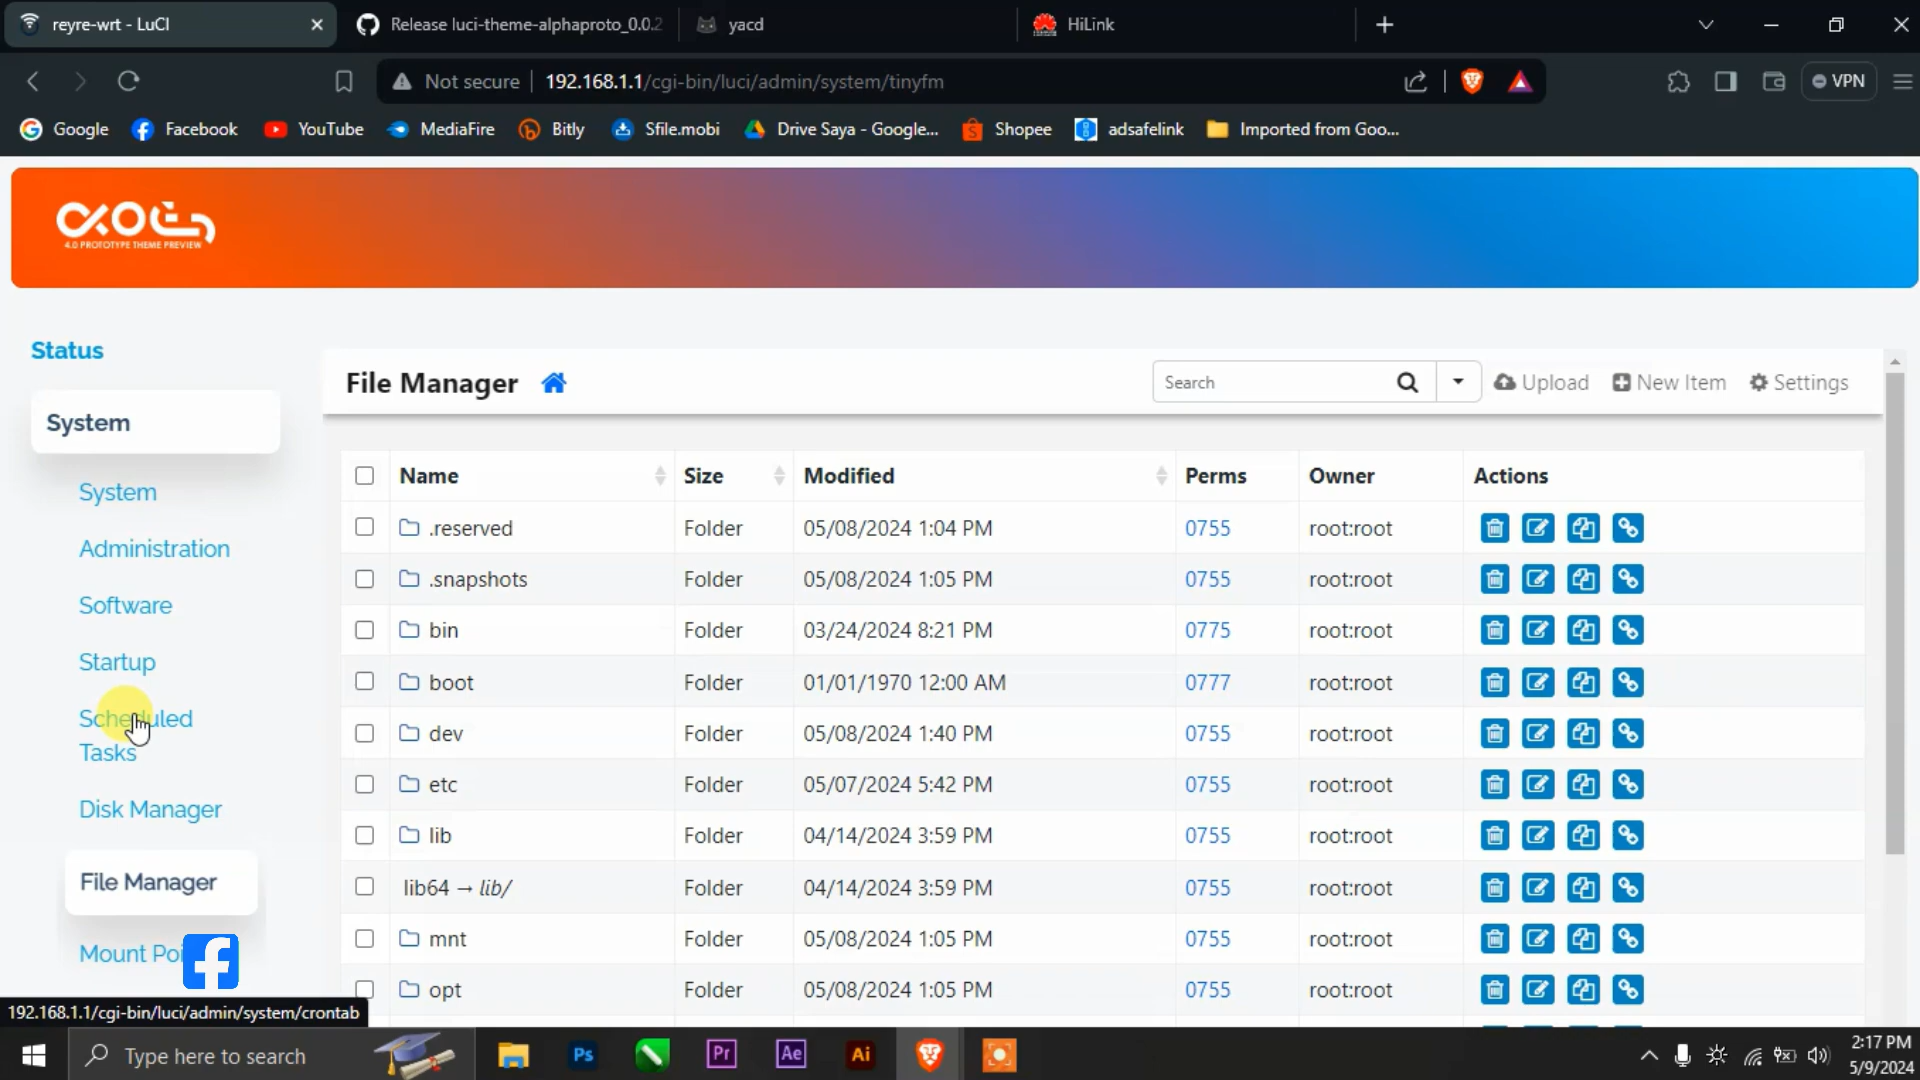 reyre-wrt - LuCI
Release luci-theme-alphaproto_0.0.2
yacd
HiLink
Not secure
192.168.1.1/cgi-bin/luci/admin/system/tinyfm
VPN
Google
Facebook
YouTube
MediaFire
Bitly
Sfile.mobi
Drive Saya - Google...
Shopee
adsafelink
Imported from Goo...
4.0 PROTOTYPE THEME PREVIEW
Status
System
System
Administration
Software
Startup
Scheduled
Tasks
Disk Manager
File Manager
Mount Poi
File Manager
Search
Upload
New Item
Settings
Name Size Modified Perms Owner Actions
.reserved Folder 05/08/2024 1:04 PM 0755 root:root
.snapshots Folder 05/08/2024 1:05 PM 0755 root:root
bin Folder 03/24/2024 8:21 PM 0775 root:root
boot Folder 01/01/1970 12:00 AM 0777 root:root
dev Folder 05/08/2024 1:40 PM 0755 root:root
etc Folder 05/07/2024 5:42 PM 0755 root:root
lib Folder 04/14/2024 3:59 PM 0755 root:root
lib64 → lib/ Folder 04/14/2024 3:59 PM 0755 root:root
mnt Folder 05/08/2024 1:05 PM 0755 root:root
opt Folder 05/08/2024 1:05 PM 0755 root:root
192.168.1.1/cgi-bin/luci/admin/system/crontab
Type here to search
Ps
Pr
Ae
Ai
2:17 PM
5/9/2024